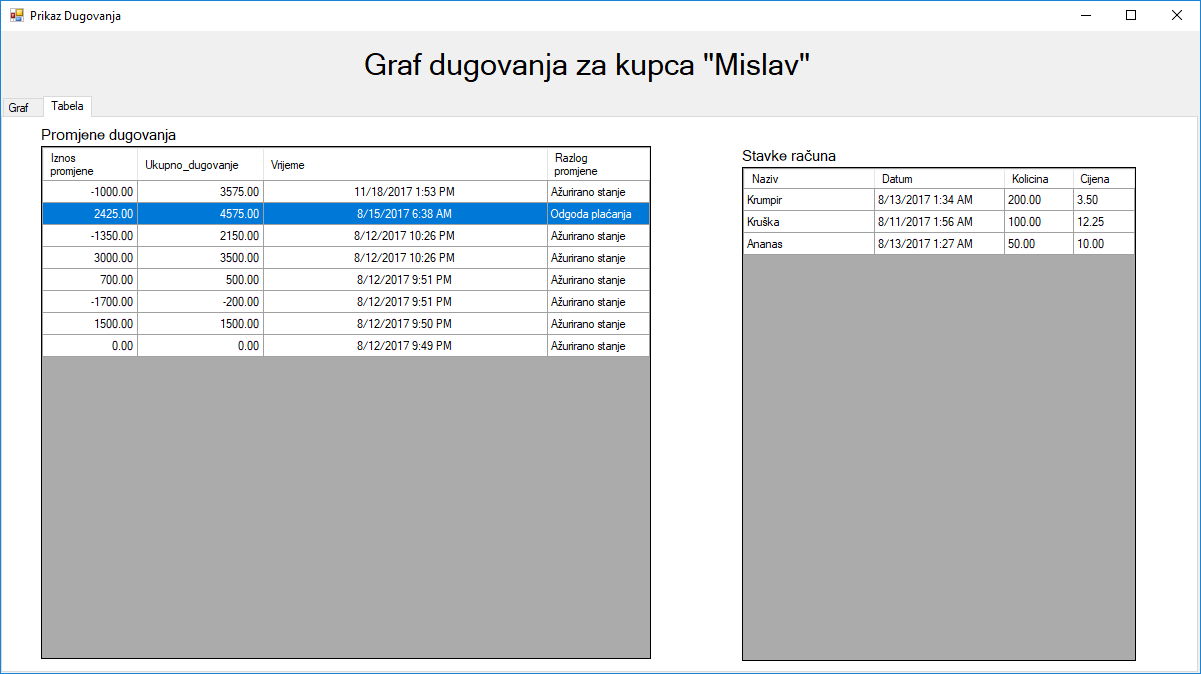 Prikaz Dugovanja
Graf dugovanja za kupca "Mislav"
Graf Tabela
Promjene dugovanja
Iznos promjene Ukupno_dugovanje Vrijeme Razlog promjene
-1000.00 3575.00 11/18/2017 1:53 PM Ažurirano stanje
2425.00 4575.00 8/15/2017 6:38 AM Odgoda plaćanja
-1350.00 2150.00 8/12/2017 10:26 PM Ažurirano stanje
3000.00 3500.00 8/12/2017 10:26 PM Ažurirano stanje
700.00 500.00 8/12/2017 9:51 PM Ažurirano stanje
-1700.00 -200.00 8/12/2017 9:51 PM Ažurirano stanje
1500.00 1500.00 8/12/2017 9:50 PM Ažurirano stanje
0.00 0.00 8/12/2017 9:49 PM Ažurirano stanje
Stavke računa
Naziv Datum Kolicina Cijena
Krumpir 8/13/2017 1:34 AM 200.00 3.50
Kruška 8/11/2017 1:56 AM 100.00 12.25
Ananas 8/13/2017 1:27 AM 50.00 10.00